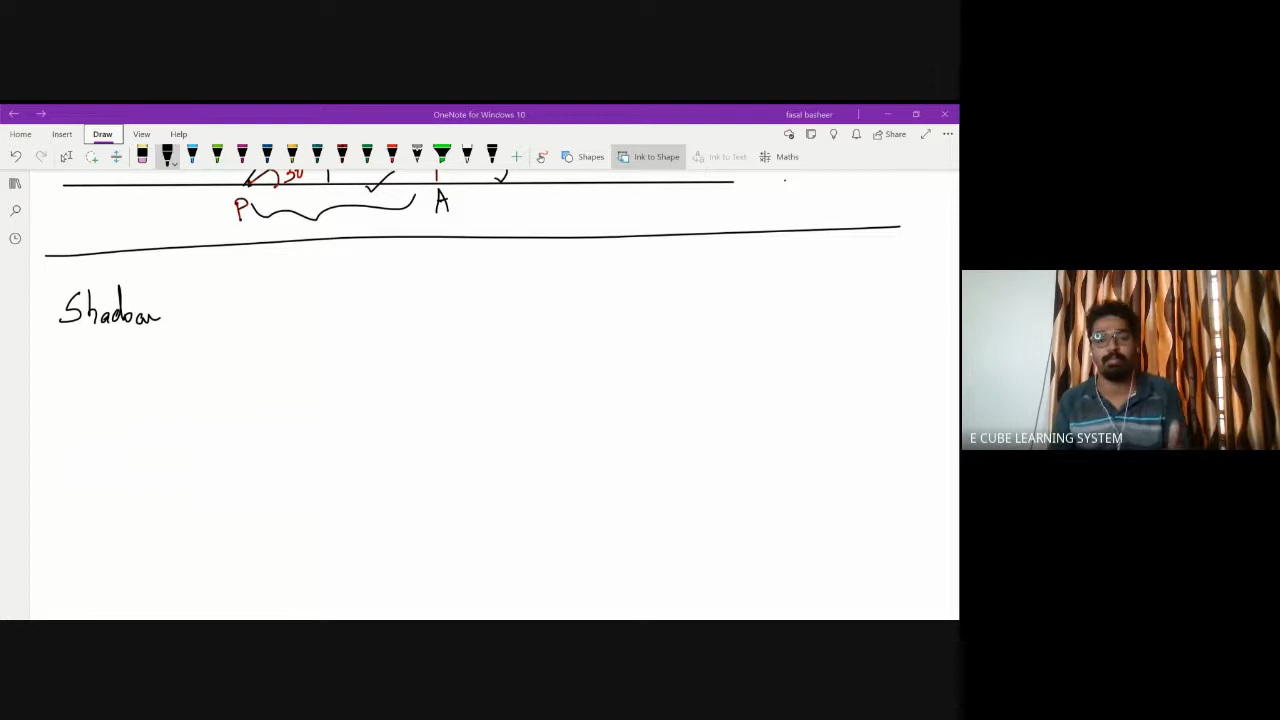 OneNote for Windows 10
fasal basheer
Home Insert Draw View Help Share
Shapes Ink to Shape Ink to Text Maths
30
P A
Shadow
E CUBE LEARNING SYSTEM